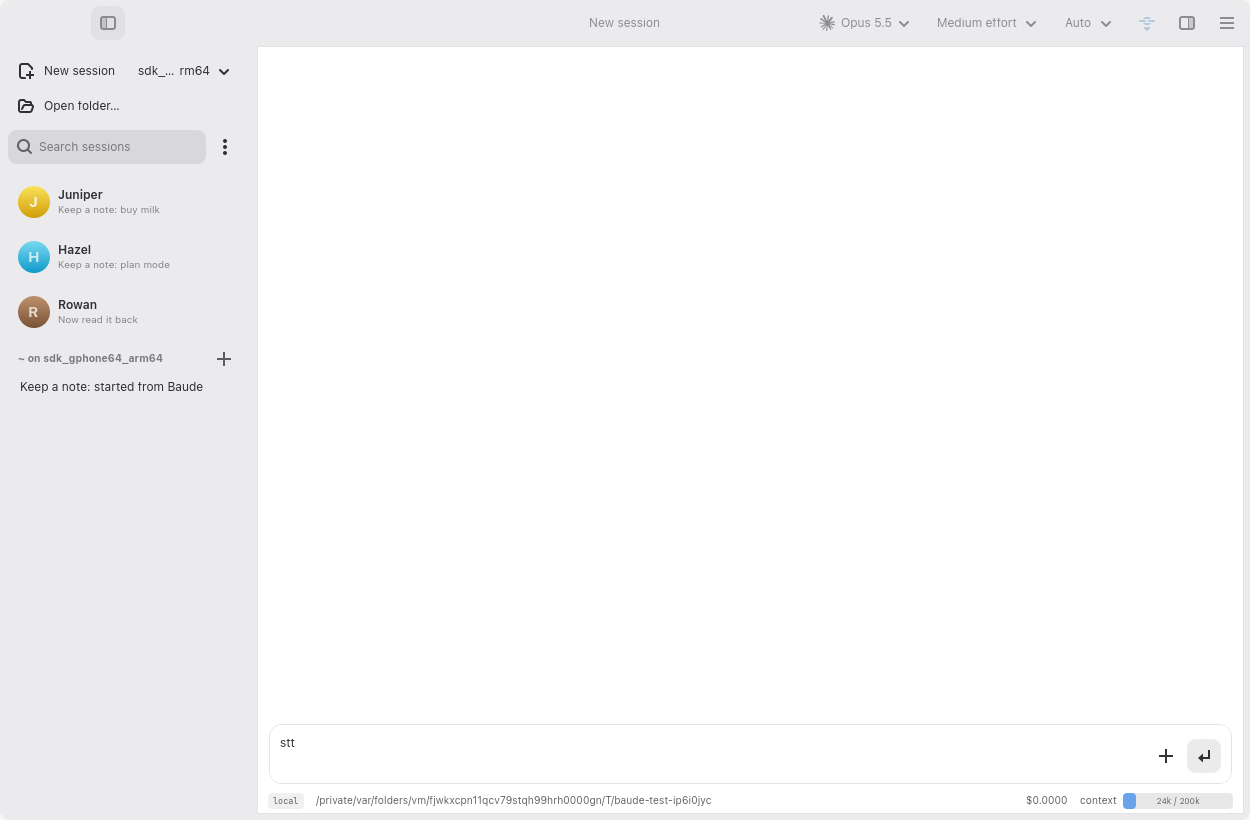 New session
Opus 5.5
Medium effort
Auto
New session
sdk_... rm64
Open folder...
Search sessions
J
Juniper
Keep a note: buy milk
H
Hazel
Keep a note: plan mode
R
Rowan
Now read it back
~ on sdk_gphone64_arm64
Keep a note: started from Baude
stt
local
/private/var/folders/vm/fjwkxcpn11qcv79stqh99hrh0000gn/T/baude-test-ip6i0jyc
$0.0000
context
24k / 200k